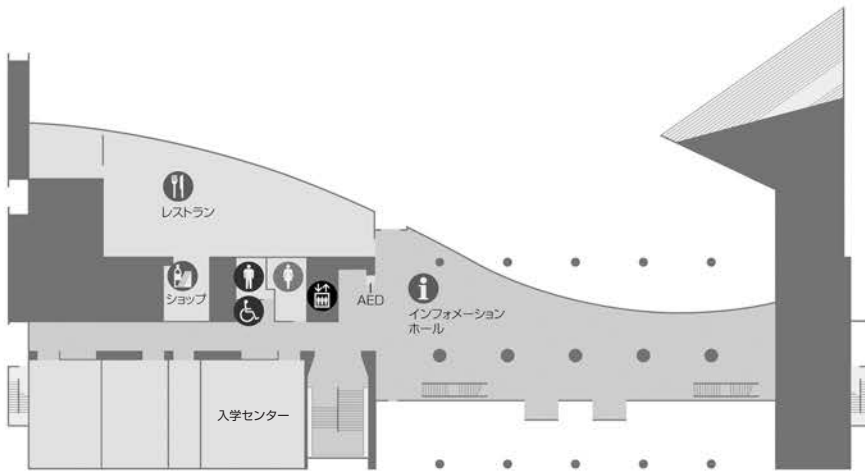 レストラン
ショップ
AED
インフォメーション
ホール
入学センター